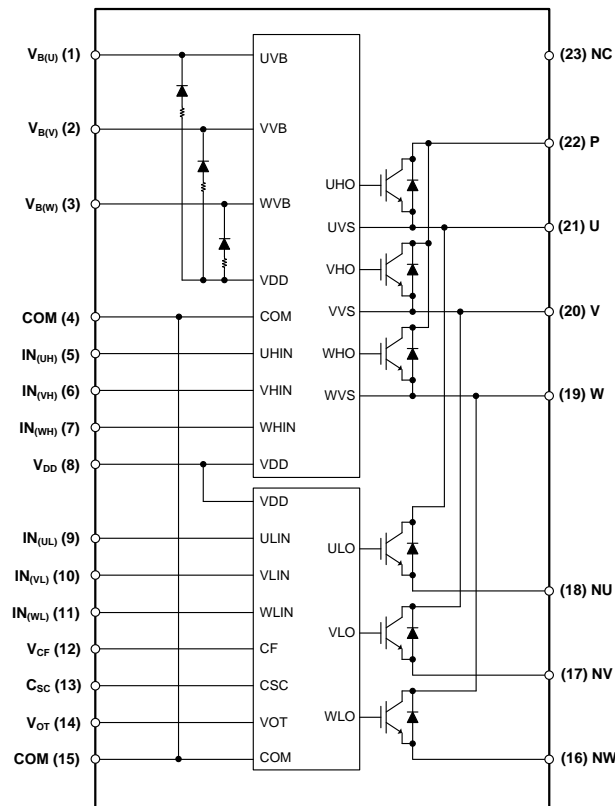 V_B(U) (1)
V_B(V) (2)
V_B(W) (3)
COM (4)
IN_(UH) (5)
IN_(VH) (6)
IN_(WH) (7)
V_DD (8)
IN_(UL) (9)
IN_(VL) (10)
IN_(WL) (11)
V_CF (12)
C_SC (13)
V_OT (14)
COM (15)
UVB
VVB
WVB
VDD
COM
UHIN
VHIN
WHIN
VDD
UHO
UVS
VHO
VVS
WHO
WVS
VDD
ULIN
VLIN
WLIN
CF
CSC
VOT
COM
ULO
VLO
WLO
(23) NC
(22) P
(21) U
(20) V
(19) W
(18) NU
(17) NV
(16) NW